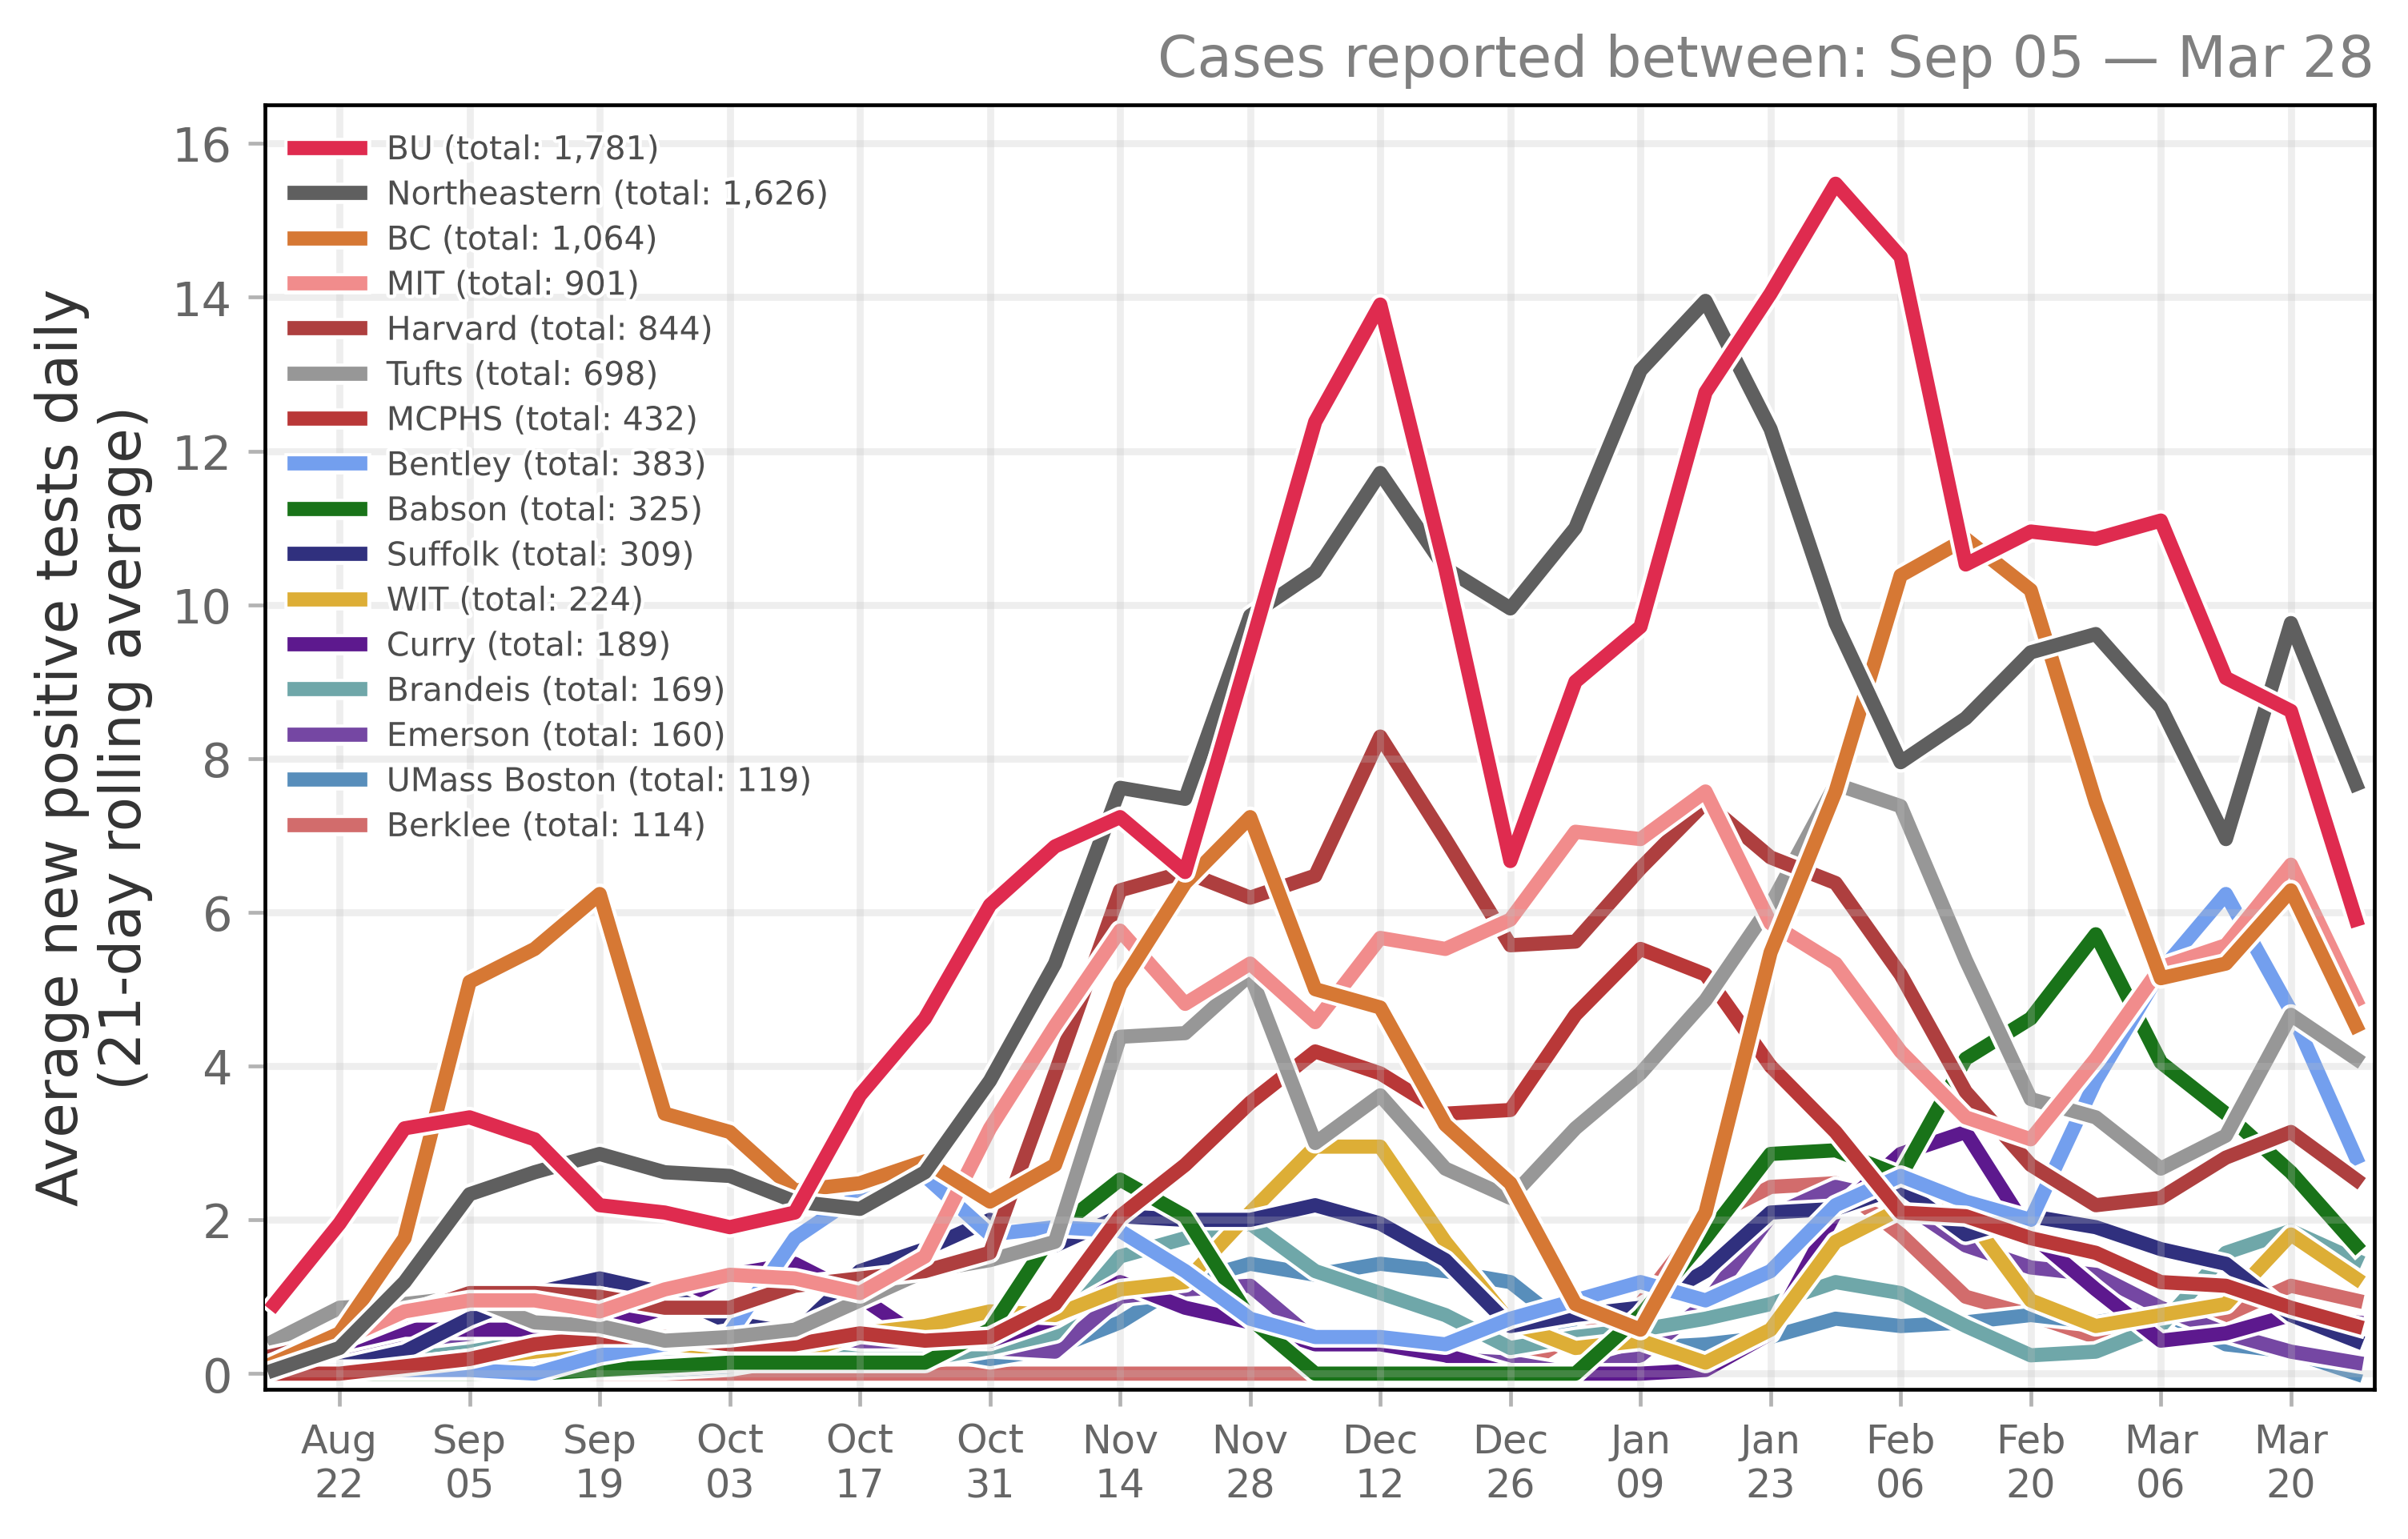 Cases reported between: Sep 05 — Mar 28
Average new positive tests daily
(21-day rolling average)
16
14
12
10
8
6
4
2
0
BU (total: 1,781)
Northeastern (total: 1,626)
BC (total: 1,064)
MIT (total: 901)
Harvard (total: 844)
Tufts (total: 698)
MCPHS (total: 432)
Bentley (total: 383)
Babson (total: 325)
Suffolk (total: 309)
WIT (total: 224)
Curry (total: 189)
Brandeis (total: 169)
Emerson (total: 160)
UMass Boston (total: 119)
Berklee (total: 114)
Aug Sep Sep Oct Oct Oct Nov Nov Dec Dec Jan Jan Feb Feb Mar Mar
22 05 19 03 17 31 14 28 12 26 09 23 06 20 06 20